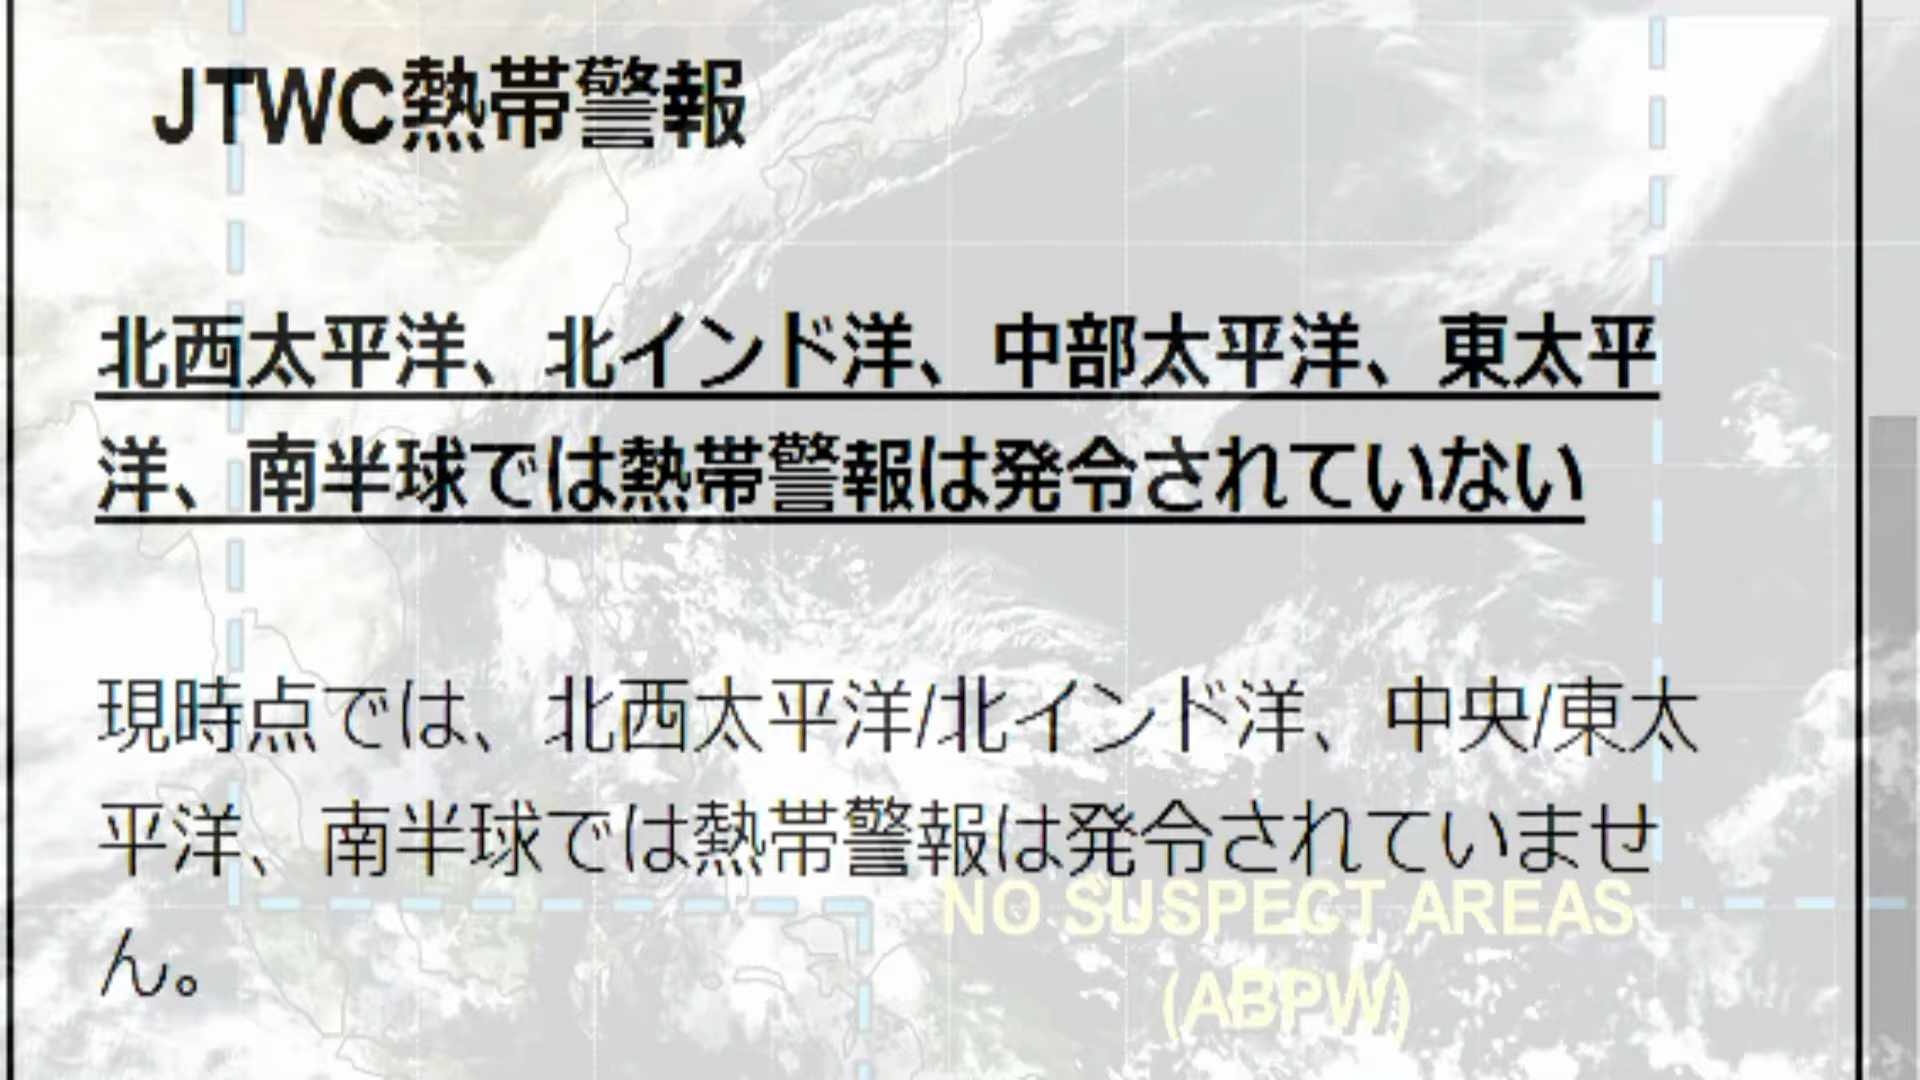 JTWC熱帯警報
北西太平洋、北インド洋、中部太平洋、東太平
洋、南半球では熱帯警報は発令されていない
現時点では、北西太平洋/北インド洋、中央/東太
平洋、南半球では熱帯警報は発令されていませ
ん。
NO SUSPECT AREAS
(ABPW)